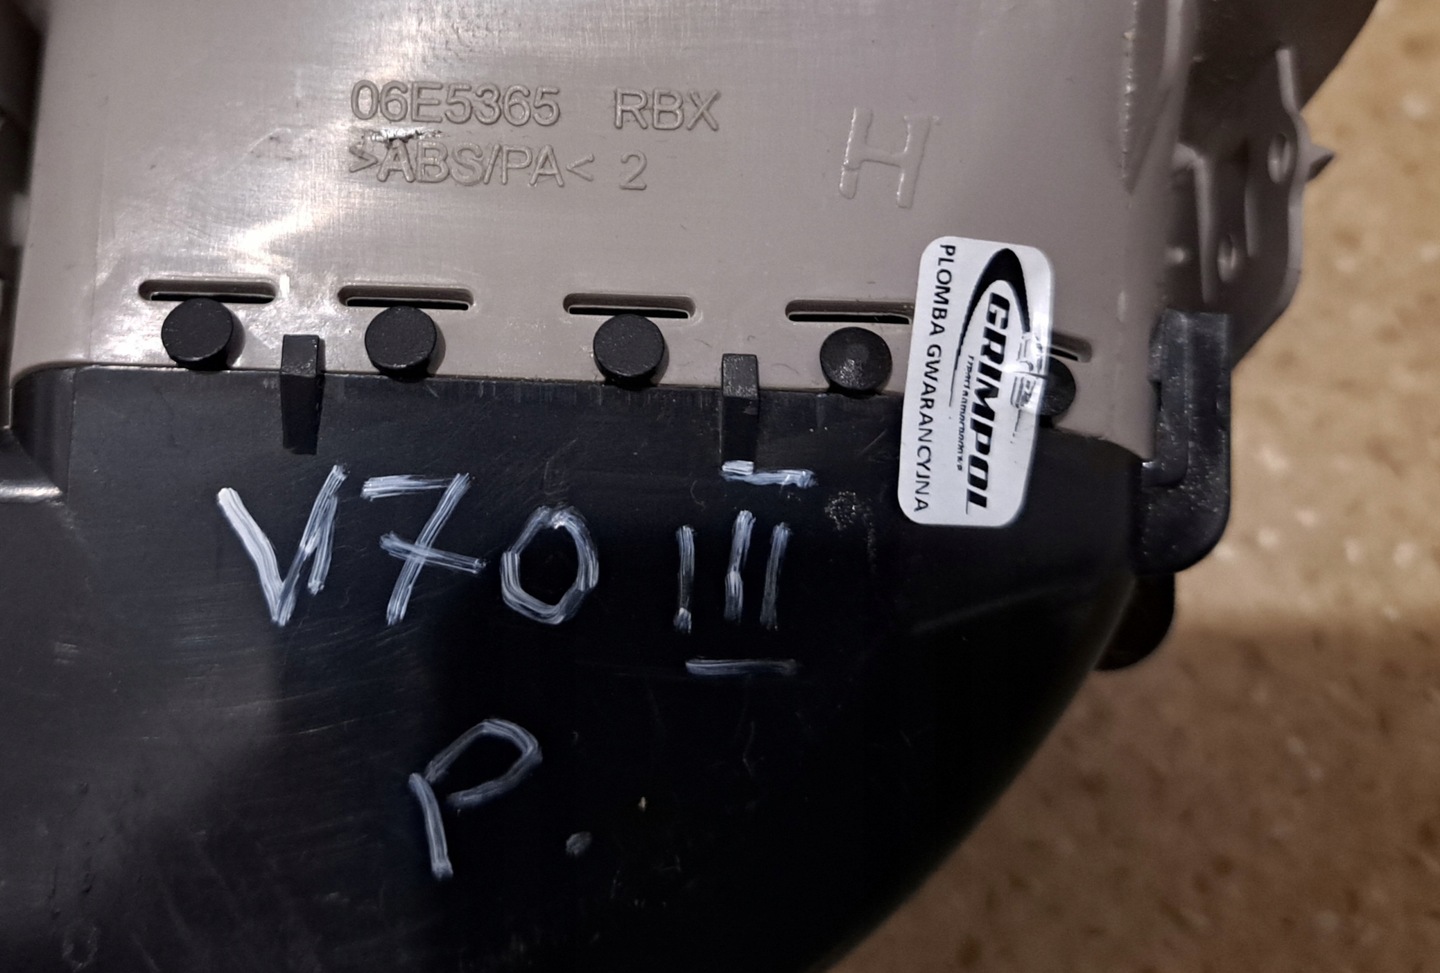 06E5365 RBX
>ABS/PA< 2
H
GRIMPOL
PLOMBA GWARANCYJNA
V70 III
P.